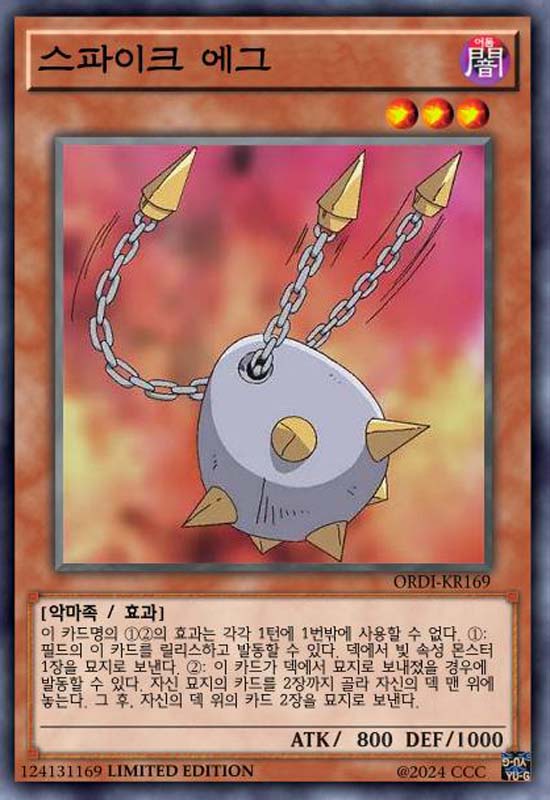 스파이크 에그
어둠
闇
ORDI-KR169
[악마족 / 효과]
이 카드명의 ①②의 효과는 각각 1턴에 1번밖에 사용할 수 없다. ①:
필드의 이 카드를 릴리스하고 발동할 수 있다. 덱에서 빛 속성 몬스터
1장을 묘지로 보낸다. ②: 이 카드가 덱에서 묘지로 보내졌을 경우에
발동할 수 있다. 자신 묘지의 카드를 2장까지 골라 자신의 덱 맨 위에
놓는다. 그 후, 자신의 덱 위의 카드 2장을 묘지로 보낸다.
ATK/ 800 DEF/1000
124131169 LIMITED EDITION
@2024 CCC